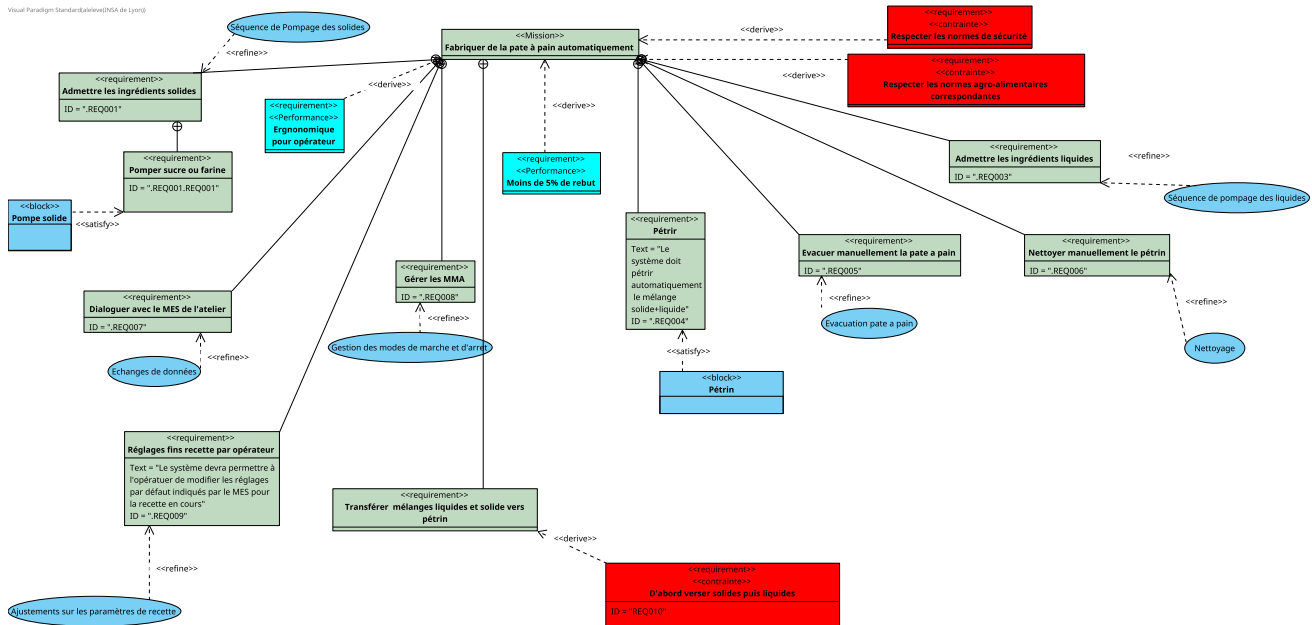 Visual Paradigm Standard(aleleve(INSA de Lyon))
Séquence de Pompage des solides
<<refine>>
<<Mission>>
Fabriquer de la pate à pain automatiquement
<<derive>>
<<requirement>>
<<contrainte>>
Respecter les normes de sécurité
<<requirement>>
<<contrainte>>
Respecter les normes agro-alimentaires
correspondantes
<<derive>>
<<requirement>>
Admettre les ingrédients solides
ID = ".REQ001"
<<derive>>
<<requirement>>
<<Performance>>
Ergnonomique
pour opérateur
<<derive>>
<<requirement>>
<<Performance>>
Moins de 5% de rebut
<<requirement>>
Admettre les ingrédients liquides
ID = ".REQ003"
<<refine>>
Séquence de pompage des liquides
<<requirement>>
Pomper sucre ou farine
ID = ".REQ001.REQ001"
<<block>>
Pompe solide
<<satisfy>>
<<requirement>>
Pétrir
Text = "Le
système doit
pétrir
automatiquement
le mélange
solide+liquide"
ID = ".REQ004"
<<satisfy>>
<<block>>
Pétrin
<<requirement>>
Evacuer manuellement la pate a pain
ID = ".REQ005"
<<refine>>
Evacuation pate a pain
<<requirement>>
Nettoyer manuellement le pétrin
ID = ".REQ006"
<<refine>>
Nettoyage
<<requirement>>
Gérer les MMA
ID = ".REQ008"
<<refine>>
Gestion des modes de marche et d'arret
<<requirement>>
Dialoguer avec le MES de l'atelier
ID = ".REQ007"
<<refine>>
Echanges de données
<<requirement>>
Réglages fins recette par opérateur
Text = "Le système devra permettre à
l'opératuer de modifier les réglages
par défaut indiqués par le MES pour
la recette en cours"
ID = ".REQ009"
<<refine>>
Ajustements sur les paramètres de recette
<<requirement>>
Transférer mélanges liquides et solide vers
pétrin
<<derive>>
<<requirement>>
<<contrainte>>
D'abord verser solides puis liquides
ID = "REQ010"